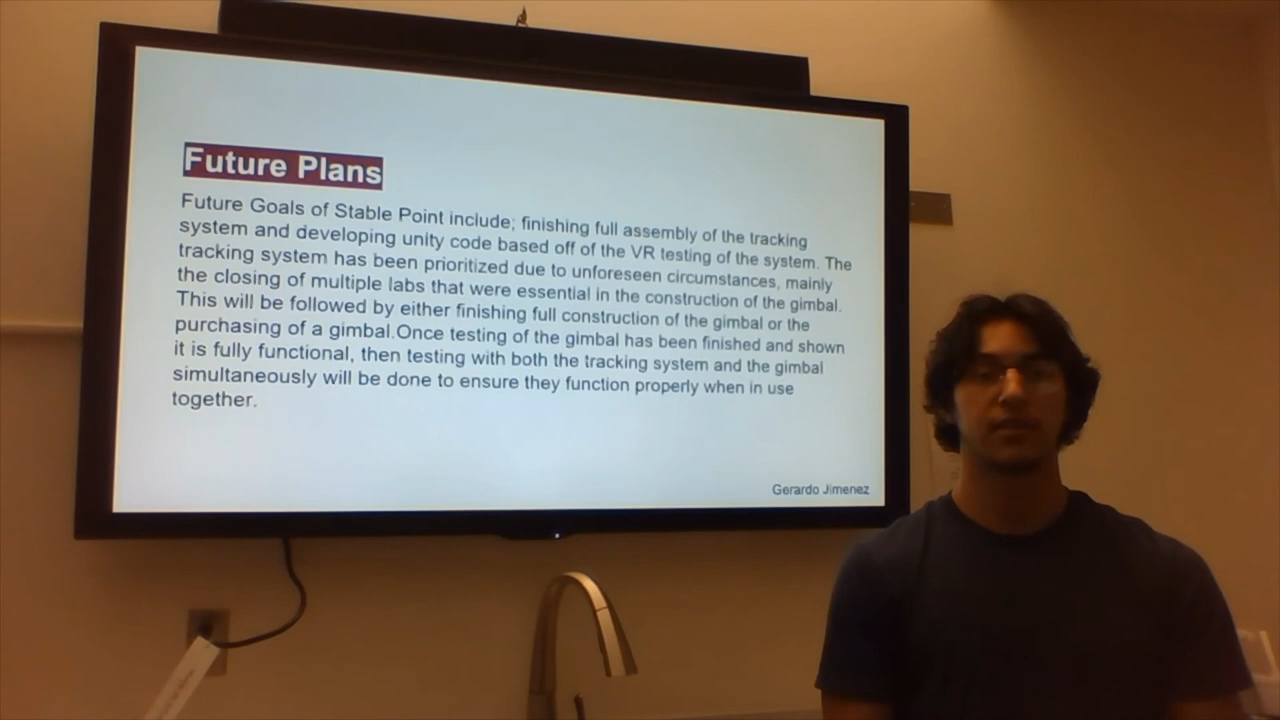 Future Plans
Future Goals of Stable Point include; finishing full assembly of the tracking
system and developing unity code based off of the VR testing of the system. The
tracking system has been prioritized due to unforeseen circumstances, mainly
the closing of multiple labs that were essential in the construction of the gimbal.
This will be followed by either finishing full construction of the gimbal or the
purchasing of a gimbal.Once testing of the gimbal has been finished and shown
it is fully functional, then testing with both the tracking system and the gimbal
simultaneously will be done to ensure they function properly when in use
together.
Gerardo Jimenez